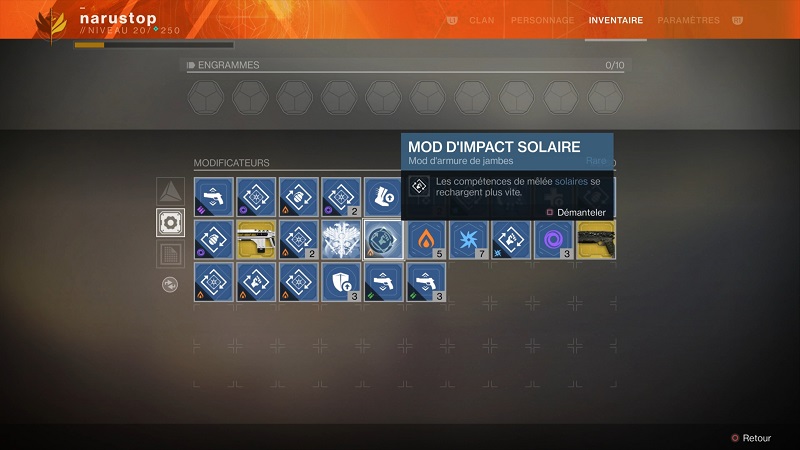 narustop
//NIVEAU 20/ 250
CLAN
PERSONNAGE
INVENTAIRE
PARAMÈTRES
ENGRAMMES
0/10
MODIFICATEURS
MOD D'IMPACT SOLAIRE
Mod d'armure de jambes
Rare
Les compétences de mêlée solaires se
rechargent plus vite.
Démanteler
2
2
5
7
3
3
3
Retour